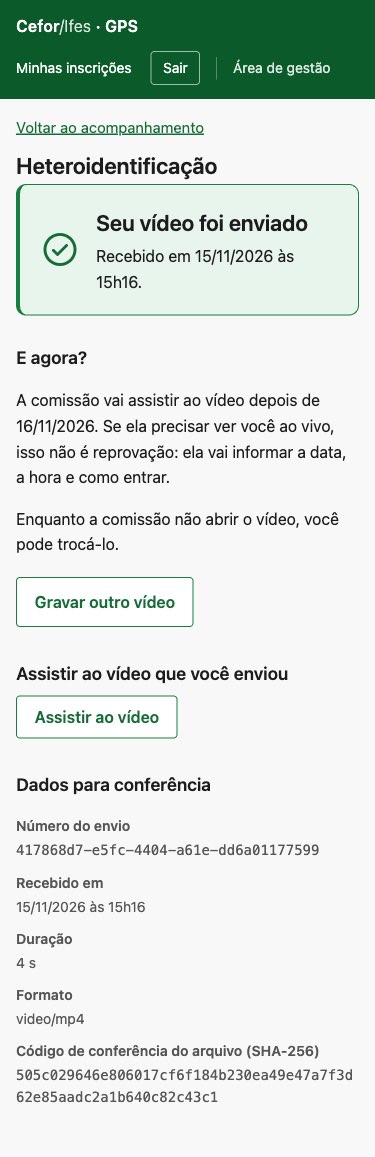 Cefor/Ifes · GPS
Minhas inscrições Sair Área de gestão
Voltar ao acompanhamento
Heteroidentificação
Seu vídeo foi enviado
Recebido em 15/11/2026 às
15h16.
E agora?
A comissão vai assistir ao vídeo depois de
16/11/2026. Se ela precisar ver você ao vivo,
isso não é reprovação: ela vai informar a data,
a hora e como entrar.
Enquanto a comissão não abrir o vídeo, você
pode trocá-lo.
Gravar outro vídeo
Assistir ao vídeo que você enviou
Assistir ao vídeo
Dados para conferência
Número do envio
417868d7-e5fc-4404-a61e-dd6a01177599
Recebido em
15/11/2026 às 15h16
Duração
4 s
Formato
video/mp4
Código de conferência do arquivo (SHA-256)
505c029646e806017cf6f184b230ea49e47a7f3d
62e85aadc2a1b640c82c43c1